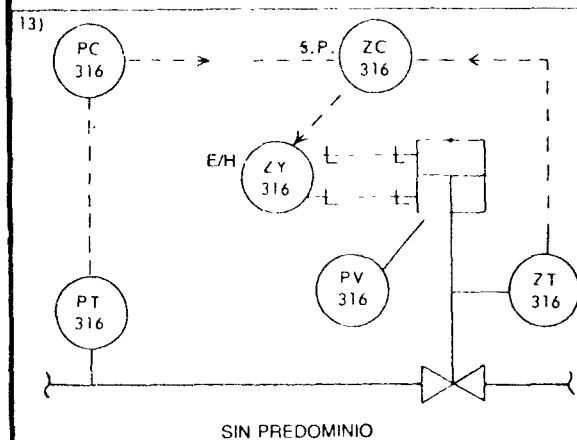 13)
PC
316
S.P.
ZC
316
E/H
ZY
316
PV
316
PT
316
ZT
316
SIN PREDOMINIO